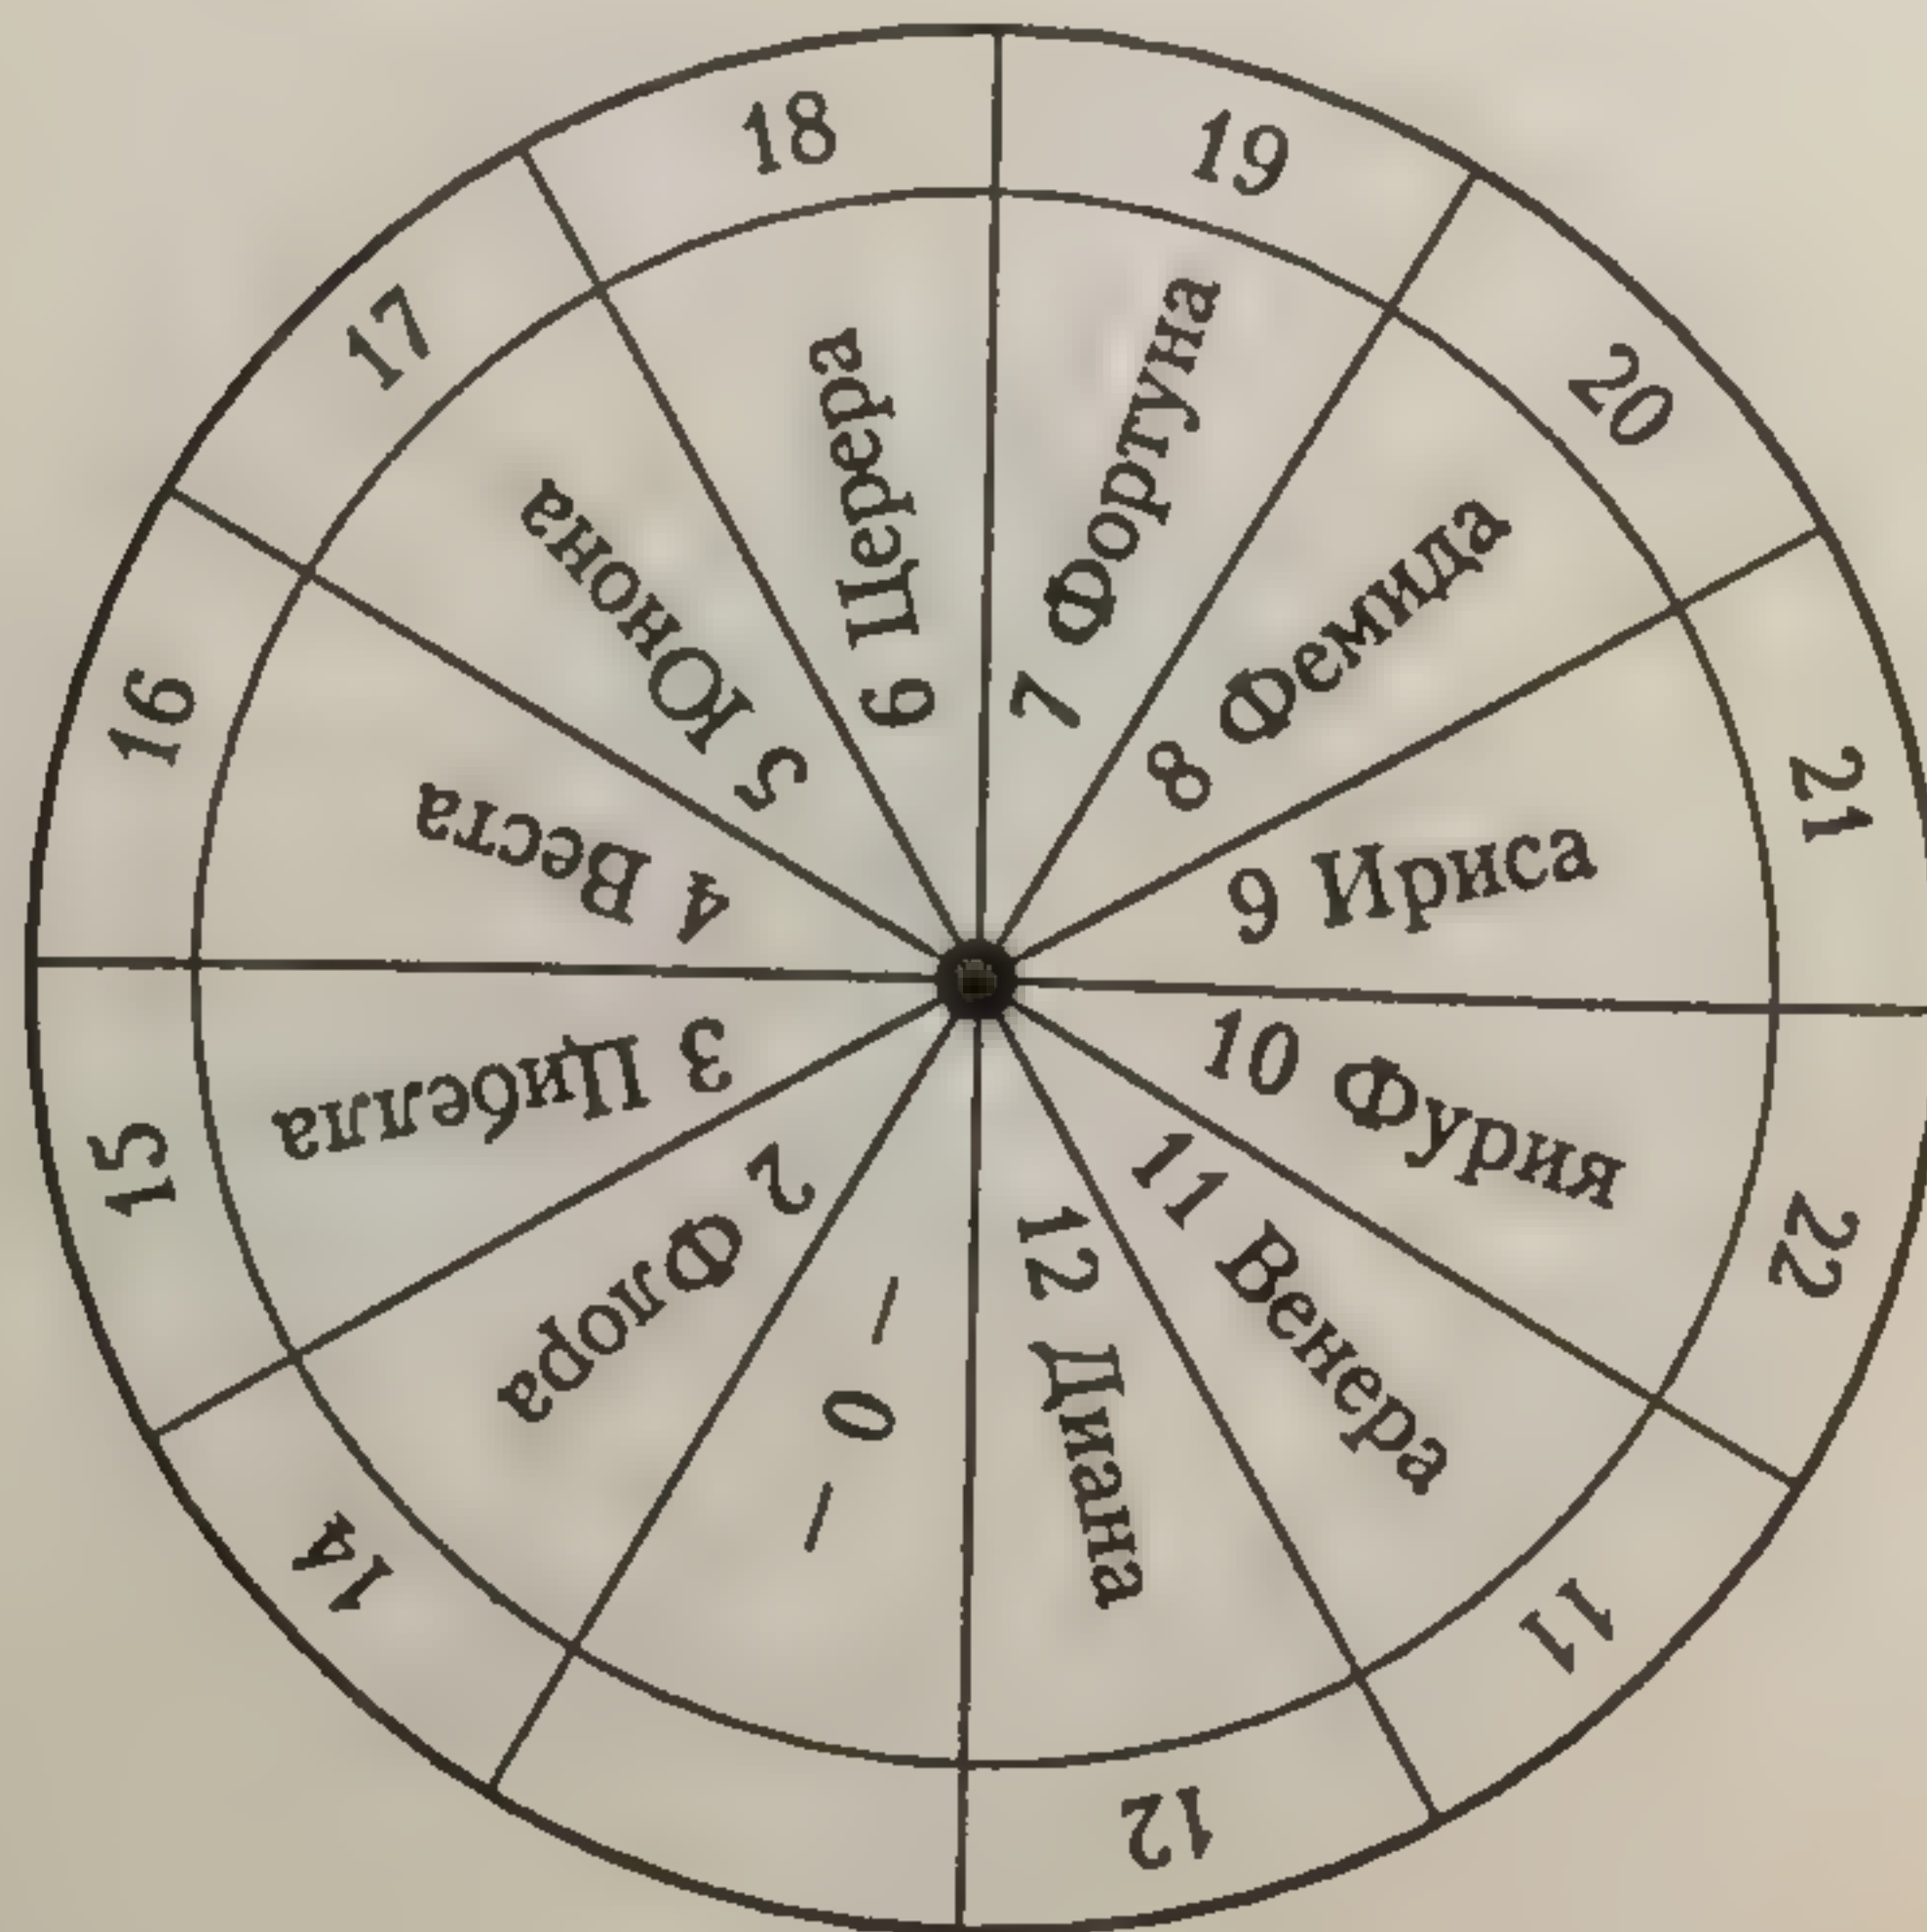 18
19
20
21
22
11
12
14
15
16
17
– 0 –
2 Флора
3 Цибелла
4 Веста
5 Юнона
6 Церера
7 Фортуна
8 Фемида
9 Ириса
10 Фурия
11 Венера
12 Диана